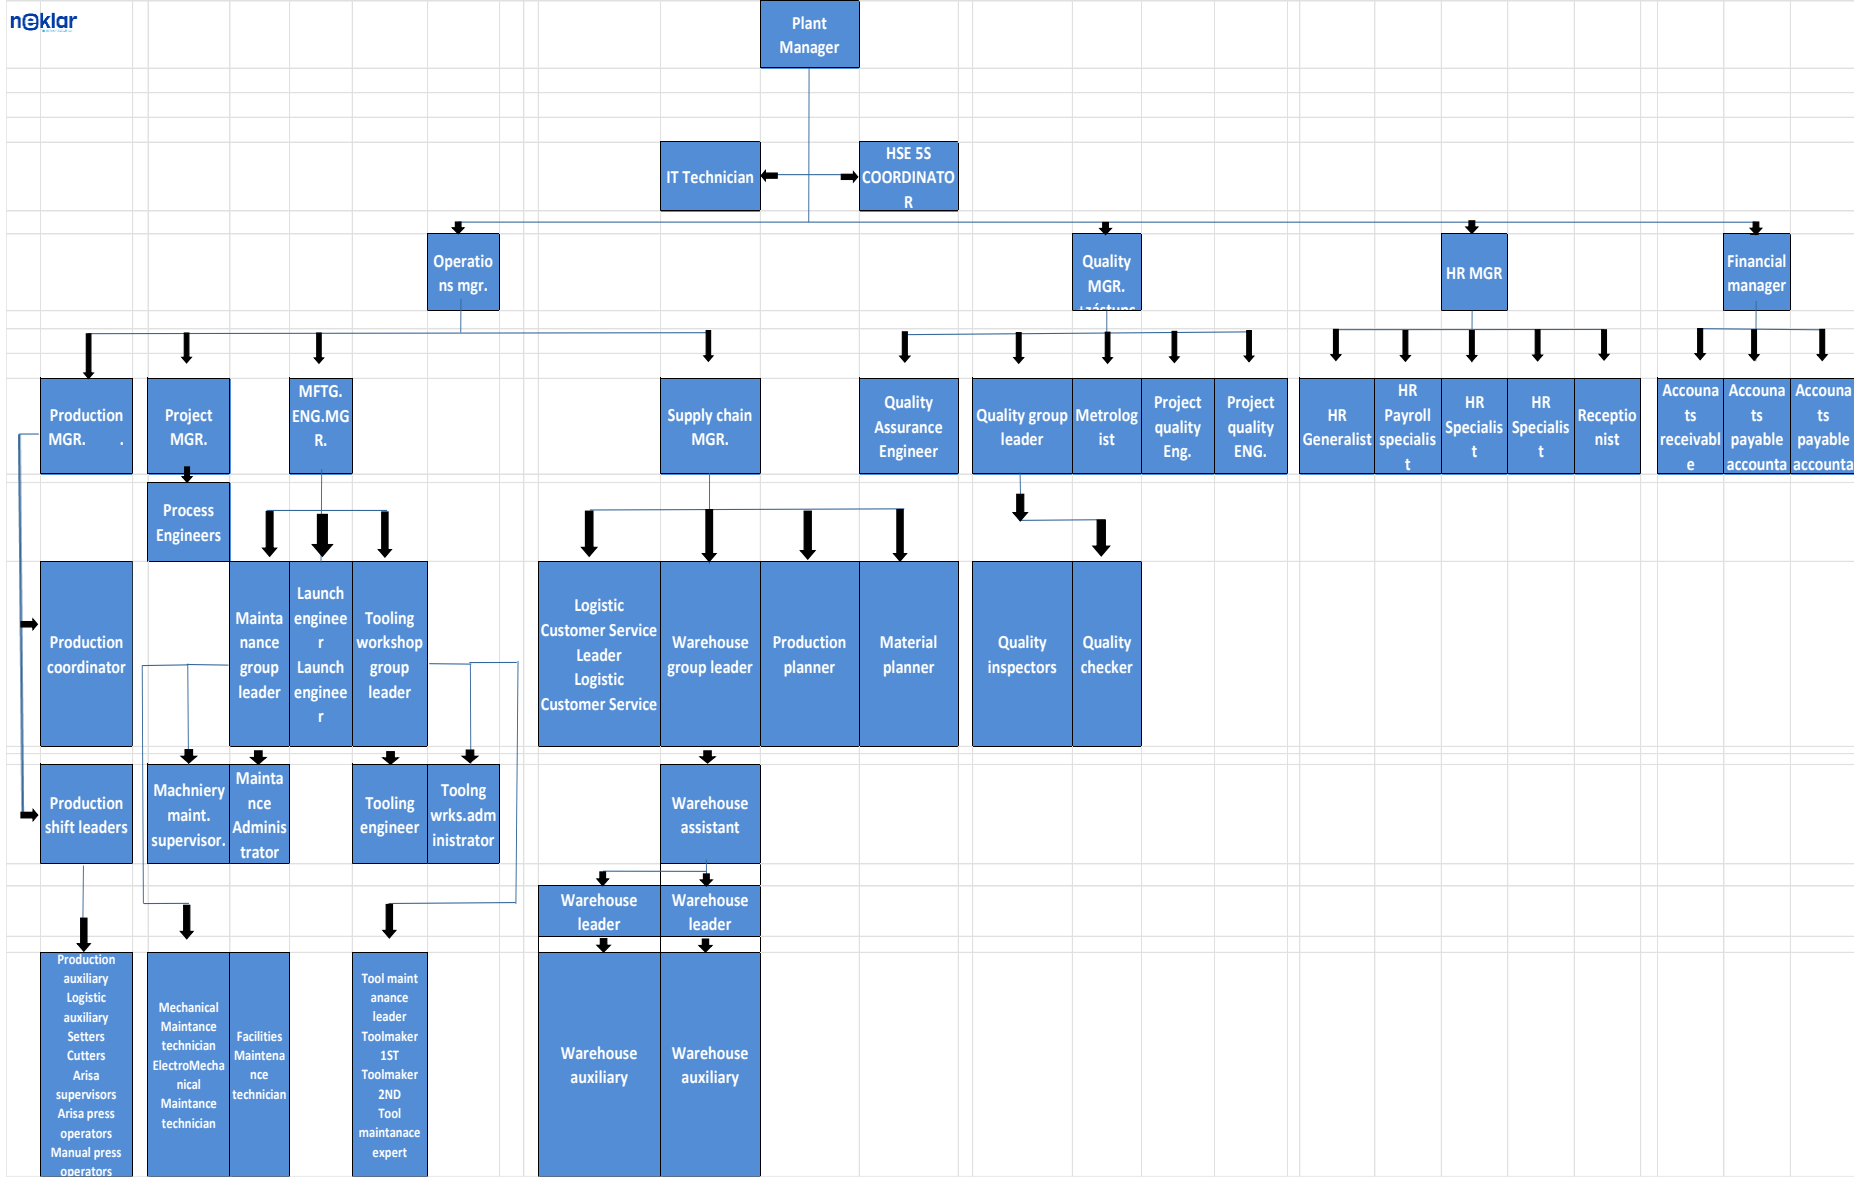 neklar
Plant
Manager
IT Technician
HSE 5S
COORDINATO
R
Operatio
ns mgr.
Quality
MGR.
HR MGR
Financial
manager
Production
MGR. .
Project
MGR.
MFTG.
ENG.MG
R.
Supply chain
MGR.
Quality
Assurance
Engineer
Quality group
leader
Metrolog
ist
Project
quality
Eng.
Project
quality
ENG.
HR
Generalist
HR
Payroll
specialis
t
HR
Specialis
t
HR
Specialis
t
Receptio
nist
Accouna
ts
receivabl
e
Accouna
ts
payable
accounta
Accouna
ts
payable
accounta
Process
Engineers
Production
coordinator
Mainta
nance
group
leader
Launch
enginee
r
Launch
enginee
r
Tooling
workshop
group
leader
Logistic
Customer Service
Leader
Logistic
Customer Service
Warehouse
group leader
Production
planner
Material
planner
Quality
inspectors
Quality
checker
Production
shift leaders
Machniery
maint.
supervisor.
Mainta
nce
Adminis
trator
Tooling
engineer
Toolng
wrks.adm
inistrator
Warehouse
assistant
Warehouse
leader
Warehouse
leader
Production
auxiliary
Logistic
auxiliary
Setters
Cutters
Arisa
supervisors
Arisa press
operators
Manual press
operators
Mechanical
Maintance
technician
ElectroMecha
nical
Maintance
technician
Facilities
Maintena
nce
technician
Tool maint
anance
leader
Toolmaker
1ST
Toolmaker
2ND
Tool
maintanace
expert
Warehouse
auxiliary
Warehouse
auxiliary